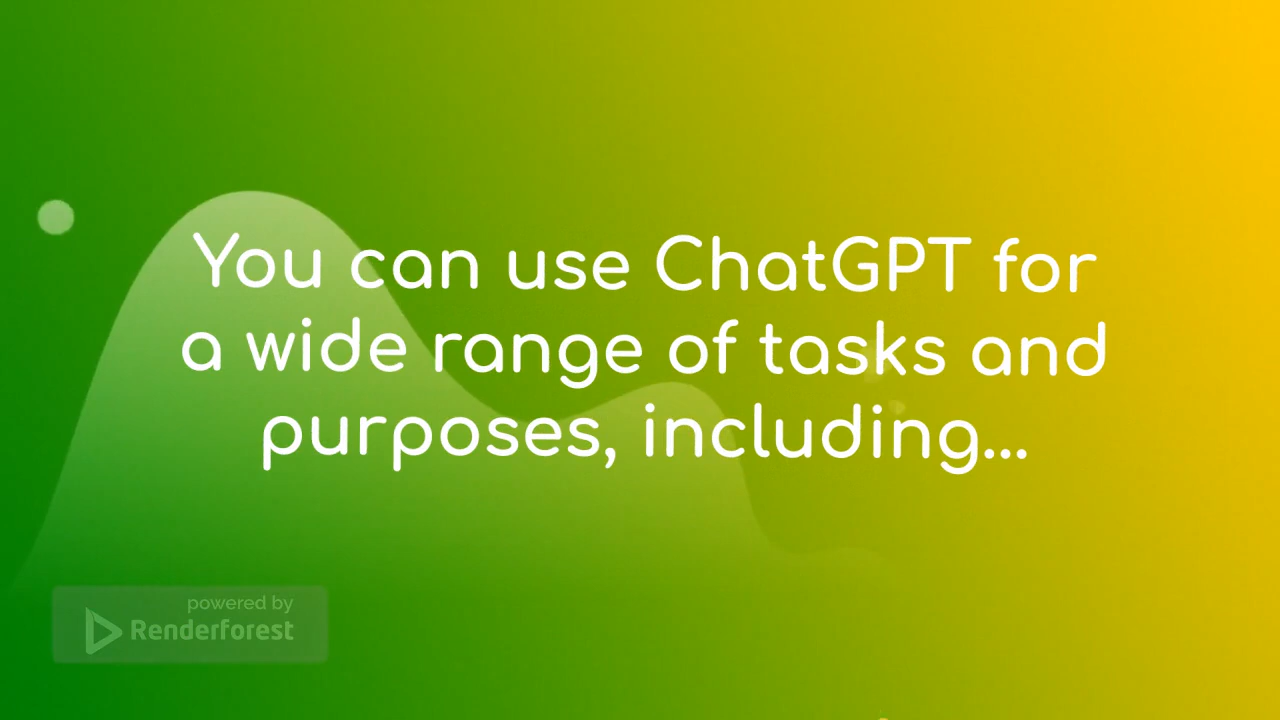 You can use ChatGPT for
a wide range of tasks and
purposes, including...
powered by
Renderforest